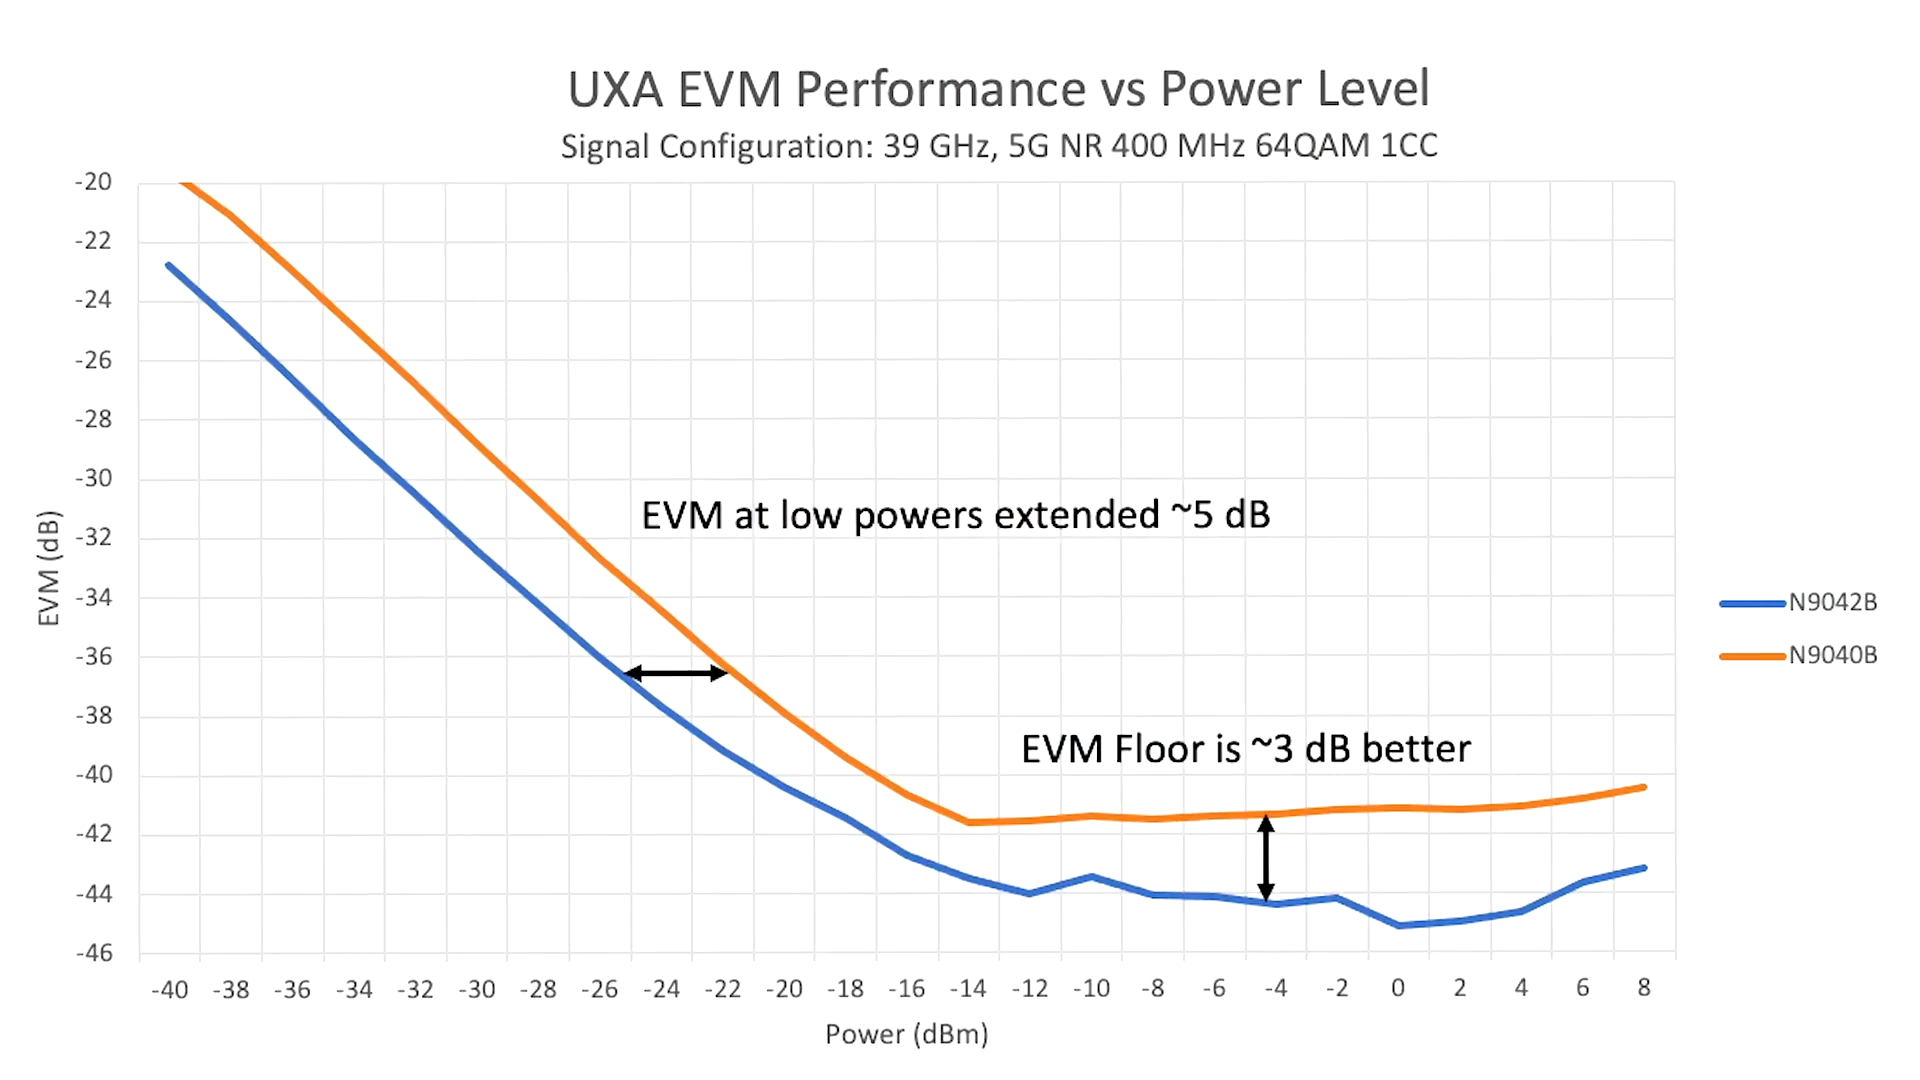 UXA EVM Performance vs Power Level
Signal Configuration: 39 GHz, 5G NR 400 MHz 64QAM 1CC
-20
-22
-24
-26
-28
-30
-32
-34
-36
-38
-40
-42
-44
-46
EVM (dB)
EVM at low powers extended ~5 dB
EVM Floor is ~3 dB better
N9042B
N9040B
-40 -38 -36 -34 -32 -30 -28 -26 -24 -22 -20 -18 -16 -14 -12 -10 -8 -6 -4 -2 0 2 4 6 8
Power (dBm)